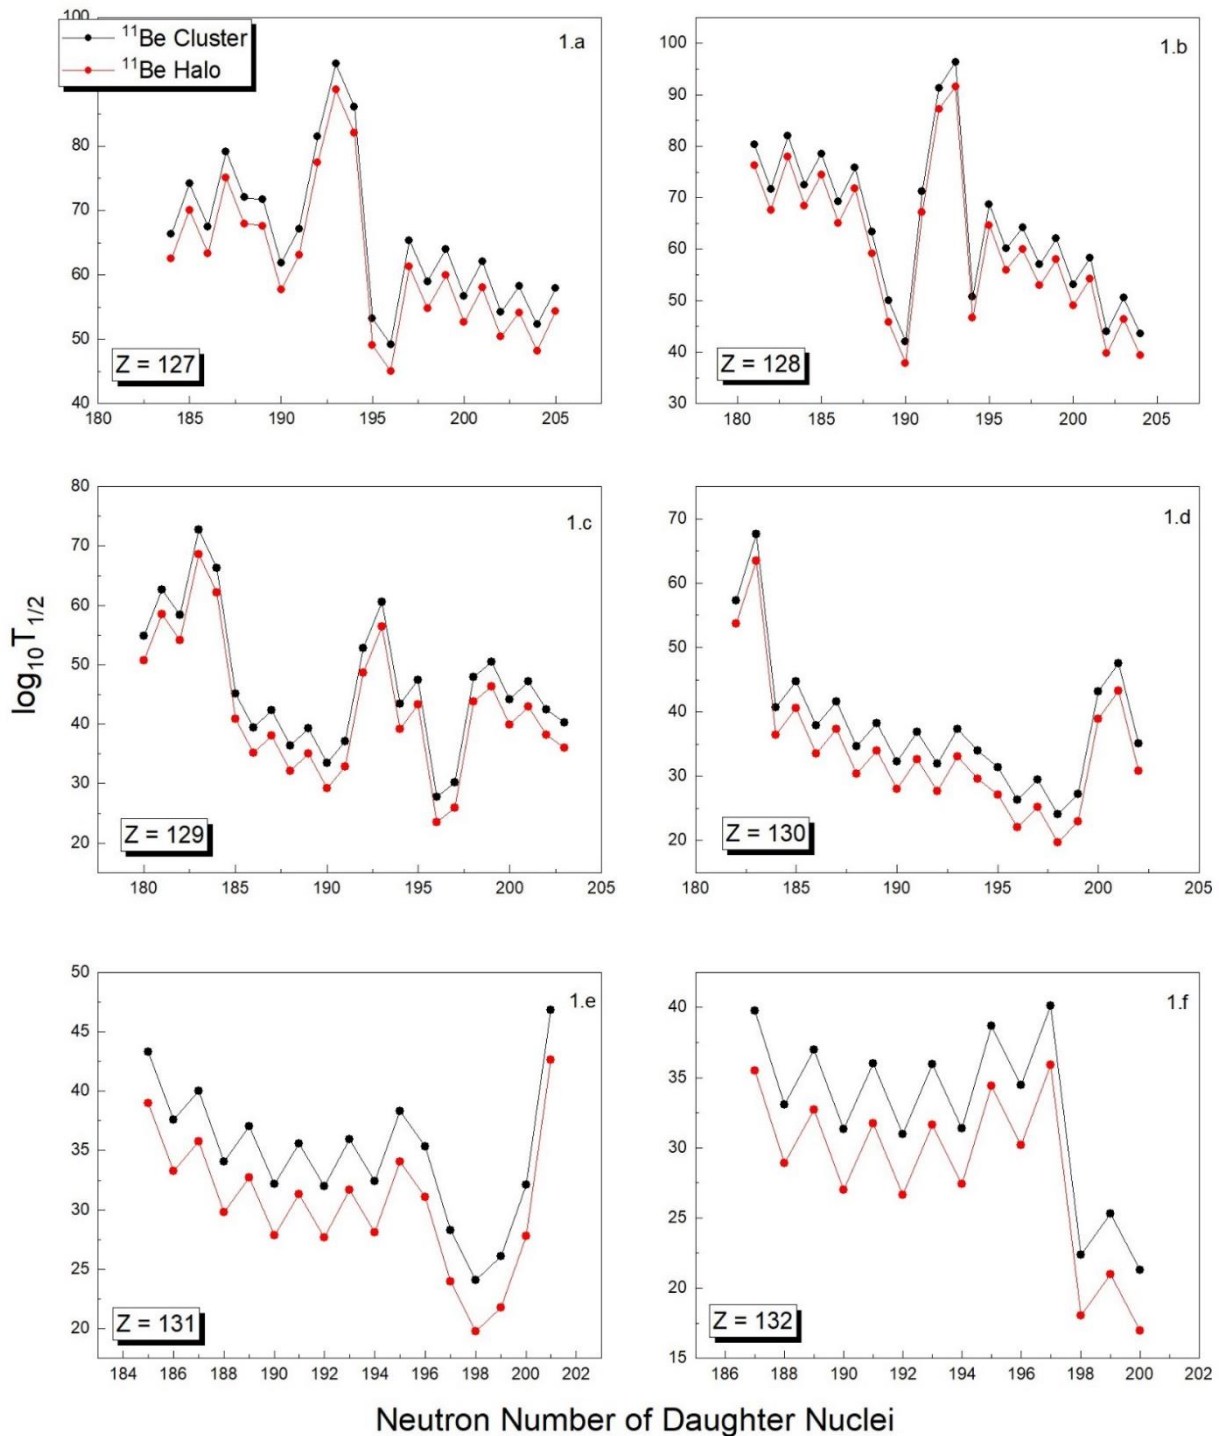 100
¹¹Be Cluster
¹¹Be Halo
1.a
80
70
60
50
40
Z = 127
180 185 190 195 200 205
1.b
100
90
80
70
60
50
40
30
Z = 128
180 185 190 195 200 205
log₁₀T₁/₂
1.c
80
70
60
50
40
30
20
Z = 129
180 185 190 195 200 205
1.d
70
60
50
40
30
20
Z = 130
180 185 190 195 200 205
1.e
50
45
40
35
30
25
20
Z = 131
184 186 188 190 192 194 196 198 200 202
1.f
40
35
30
25
20
15
Z = 132
186 188 190 192 194 196 198 200 202
Neutron Number of Daughter Nuclei